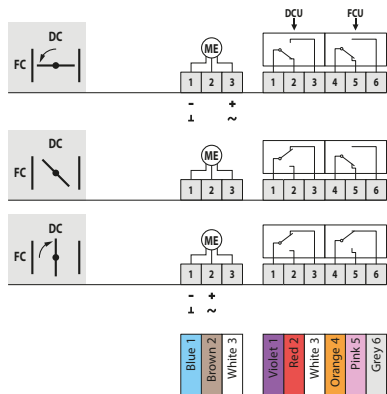 DCU FCU
DC
FC
ME
1 2 3 1 2 3 4 5 6
- +
⊥ ~
DC
FC
ME
1 2 3 1 2 3 4 5 6
DC
FC
ME
1 2 3 1 2 3 4 5 6
- +
⊥ ~
Blue 1
Brown 2
White 3
Violet 1
Red 2
White 3
Orange 4
Pink 5
Grey 6